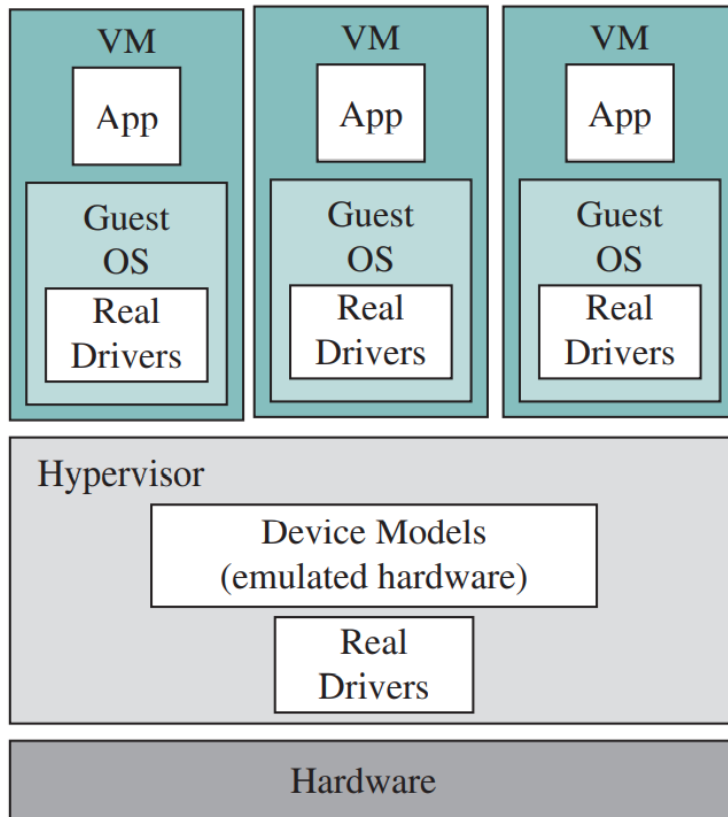 VM
App
Guest
OS
Real
Drivers
VM
App
Guest
OS
Real
Drivers
VM
App
Guest
OS
Real
Drivers
Hypervisor
Device Models
(emulated hardware)
Real
Drivers
Hardware